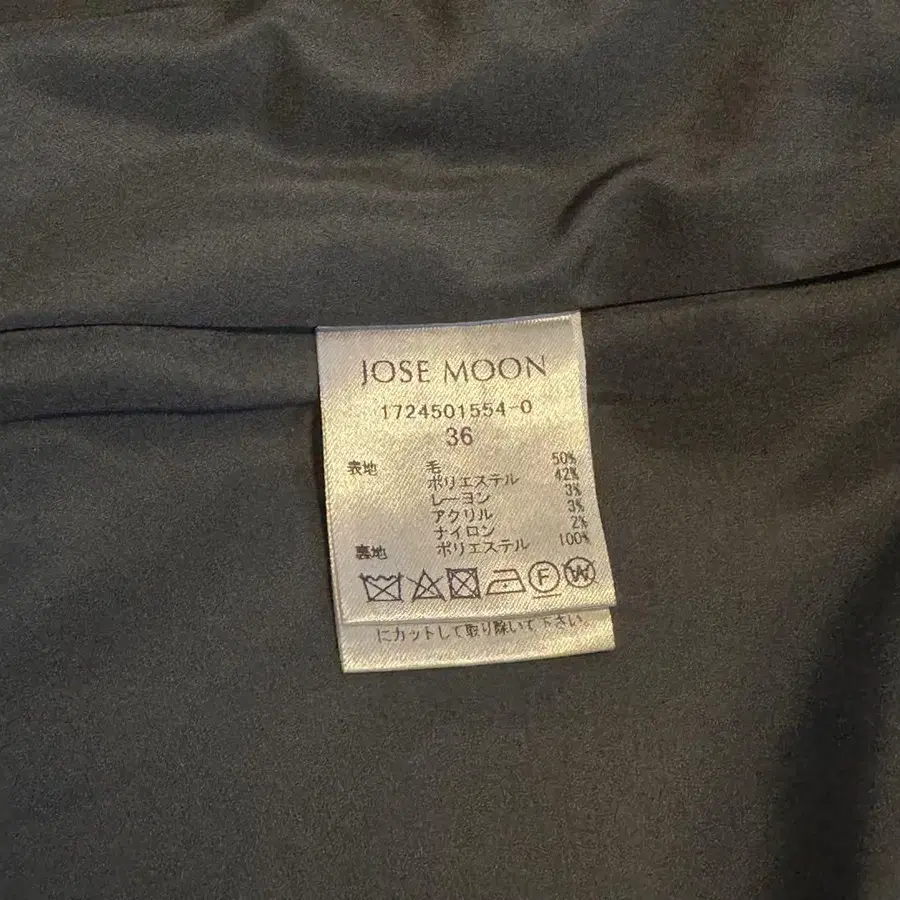 JOSE MOON
1724501554-0
36
表地 毛 50%
ポリエステル 42%
レーヨン 3%
アクリル 3%
ナイロン 2%
裏地 ポリエステル 100%
F W
にカットして取り除いて下さい。